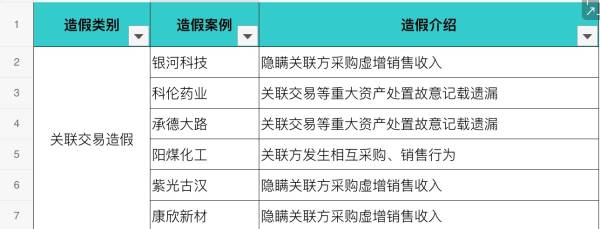 1 造假类别 造假案例 造假介绍
2 银河科技 隐瞒关联方采购虚增销售收入
3 科伦药业 关联交易等重大资产处置故意记载遗漏
4 关联交易造假 承德大路 关联交易等重大资产处置故意记载遗漏
5 阳煤化工 关联方发生相互采购、销售行为
6 紫光古汉 隐瞒关联方采购虚增销售收入
7 康欣新材 隐瞒关联方采购虚增销售收入